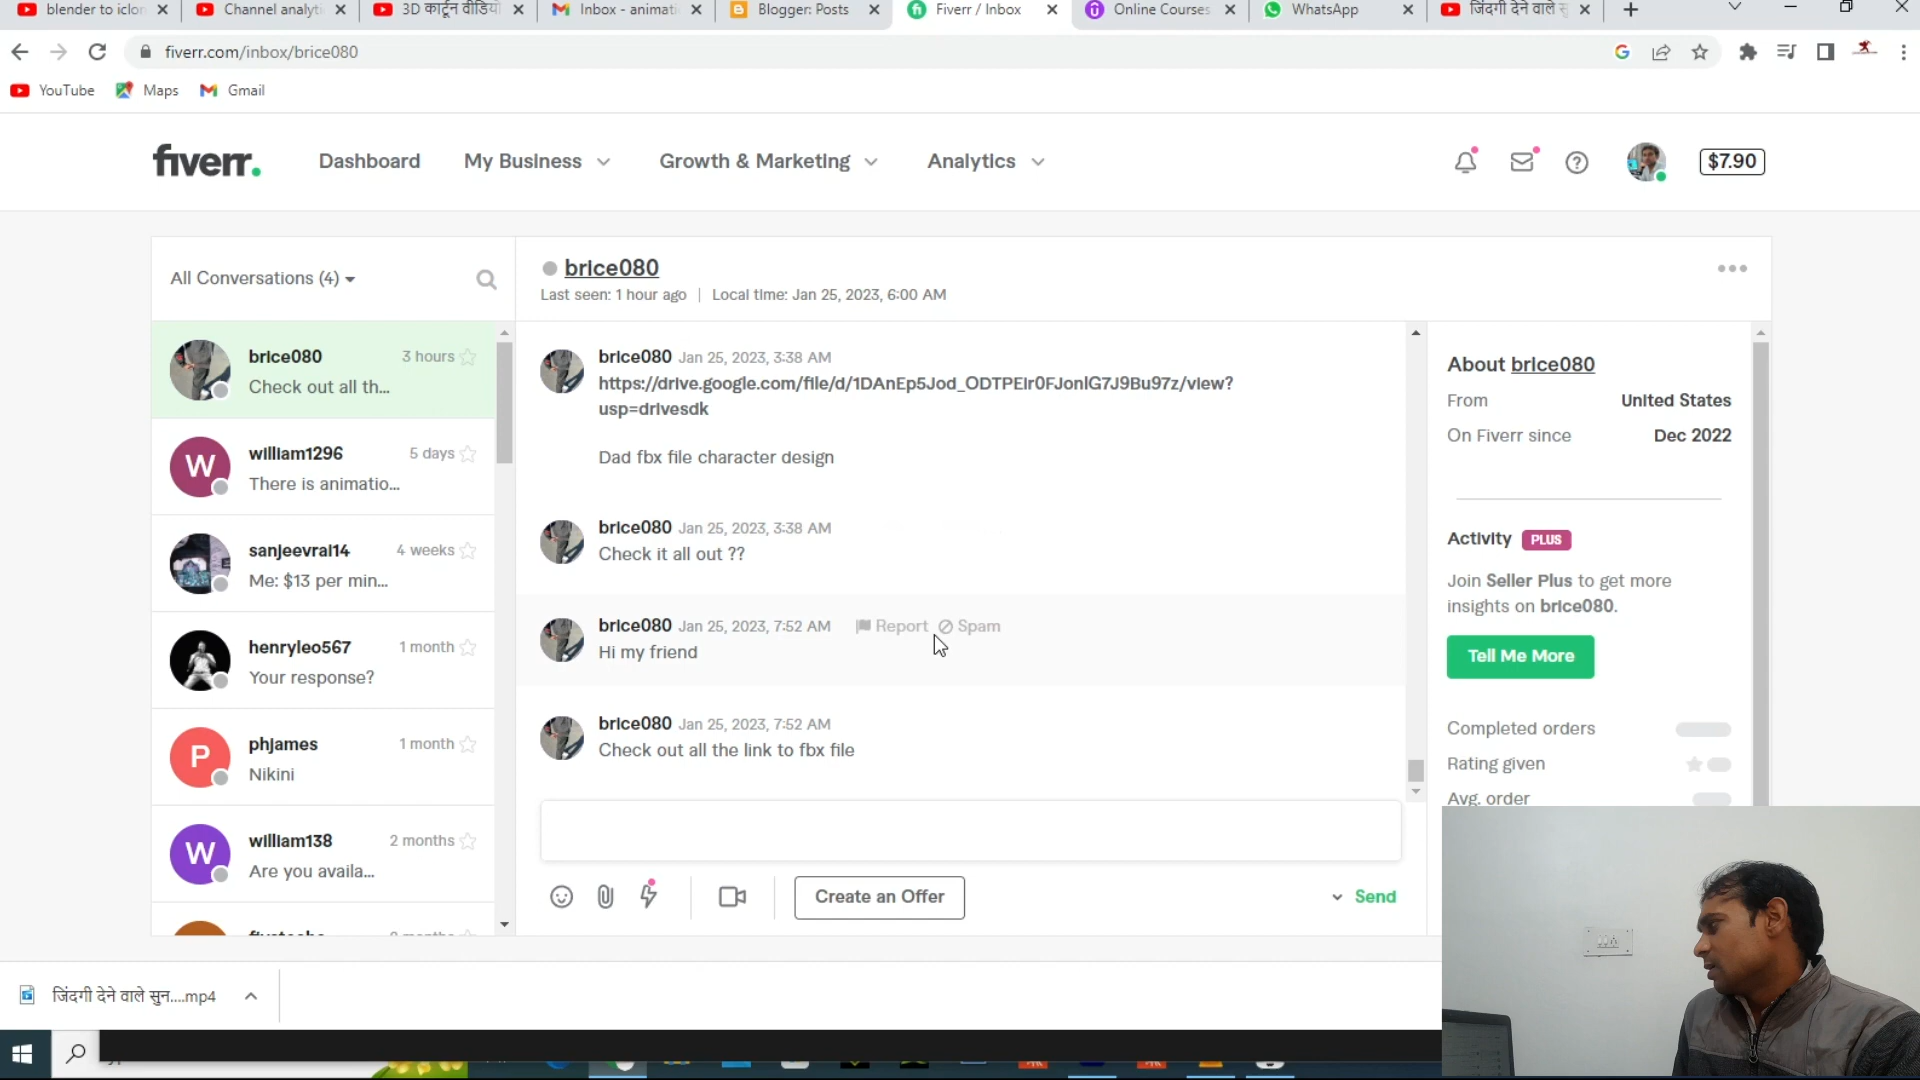 blender to iclon
Channel analyti
3D कार्टून वीडियो
Inbox - animati
Blogger: Posts
Fiverr / Inbox
Online Courses
WhatsApp
जिंदगी देने वाले सु
fiverr.com/inbox/brice080
YouTube
Maps
Gmail
fiverr.
Dashboard
My Business
Growth & Marketing
Analytics
$7.90
All Conversations (4)
brice080
Last seen: 1 hour ago | Local time: Jan 25, 2023, 6:00 AM
brice080
3 hours
Check out all th...
W
william1296
5 days
There is animatio...
sanjeevrai14
4 weeks
Me: $13 per min...
henryleo567
1 month
Your response?
P
phjames
1 month
Nikini
W
william138
2 months
Are you availa...
brice080 Jan 25, 2023, 3:38 AM
https://drive.google.com/file/d/1DAnEp5Jod_ODTPEIr0FJonlG7J9Bu97z/view?
usp=drivesdk
Dad fbx file character design
brice080 Jan 25, 2023, 3:38 AM
Check it all out ??
brice080 Jan 25, 2023, 7:52 AM Report Spam
Hi my friend
brice080 Jan 25, 2023, 7:52 AM
Check out all the link to fbx file
Create an Offer
Send
About brice080
From United States
On Fiverr since Dec 2022
Activity PLUS
Join Seller Plus to get more
insights on brice080.
Tell Me More
Completed orders
Rating given
Avg. order
जिंदगी देने वाले सुन....mp4